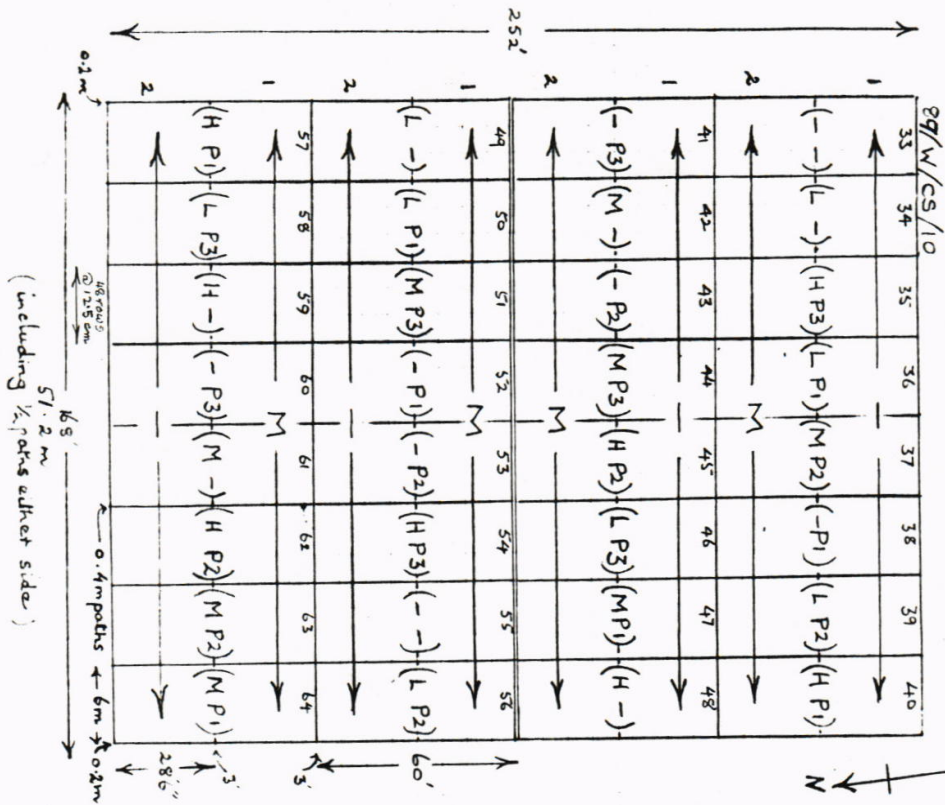 89/W/CS/10
33 34 35 36 37 38 39 40
1 -
(- -) (L -) (H P3) (L P1) (M P2) (- P1) (L P2) (H P1)
2 M
41 42 43 44 45 46 47 48
1 -
(- P3) (M -) (- P2) (M P3) (H P2) (L P3) (M P1) (H -)
2 M
49 50 51 52 53 54 55 56
1 M
(L -) (L P1) (M P3) (- P1) (- P2) (H P3) (- -) (L P2)
2 -
57 58 59 60 61 62 63 64
1 M
(H P1) (L P3) (H -) (- P3) (M -) (H P2) (M P2) (M P1)
2 -
252'
N
60'
3'
3'
28'6"
0.2m
48 rows
@ 12.5 cm
0.4m paths
6m
0.2m
168'
51.2 m
(including ½ paths either side)